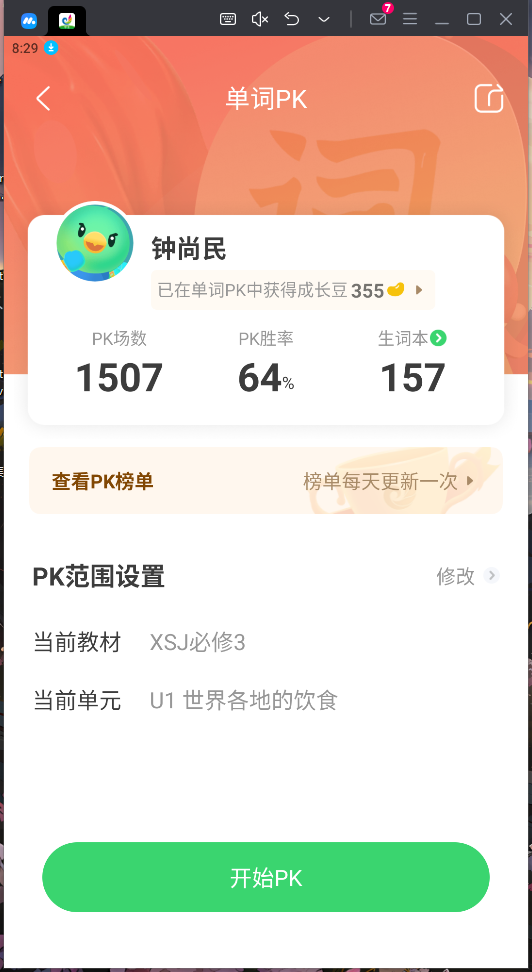 7
8:29
单词PK
词
钟尚民
已在单词PK中获得成长豆 355
PK场数 PK胜率 生词本
1507 64% 157
查看PK榜单 榜单每天更新一次
PK范围设置 修改
当前教材 XSJ必修3
当前单元 U1 世界各地的饮食
开始PK